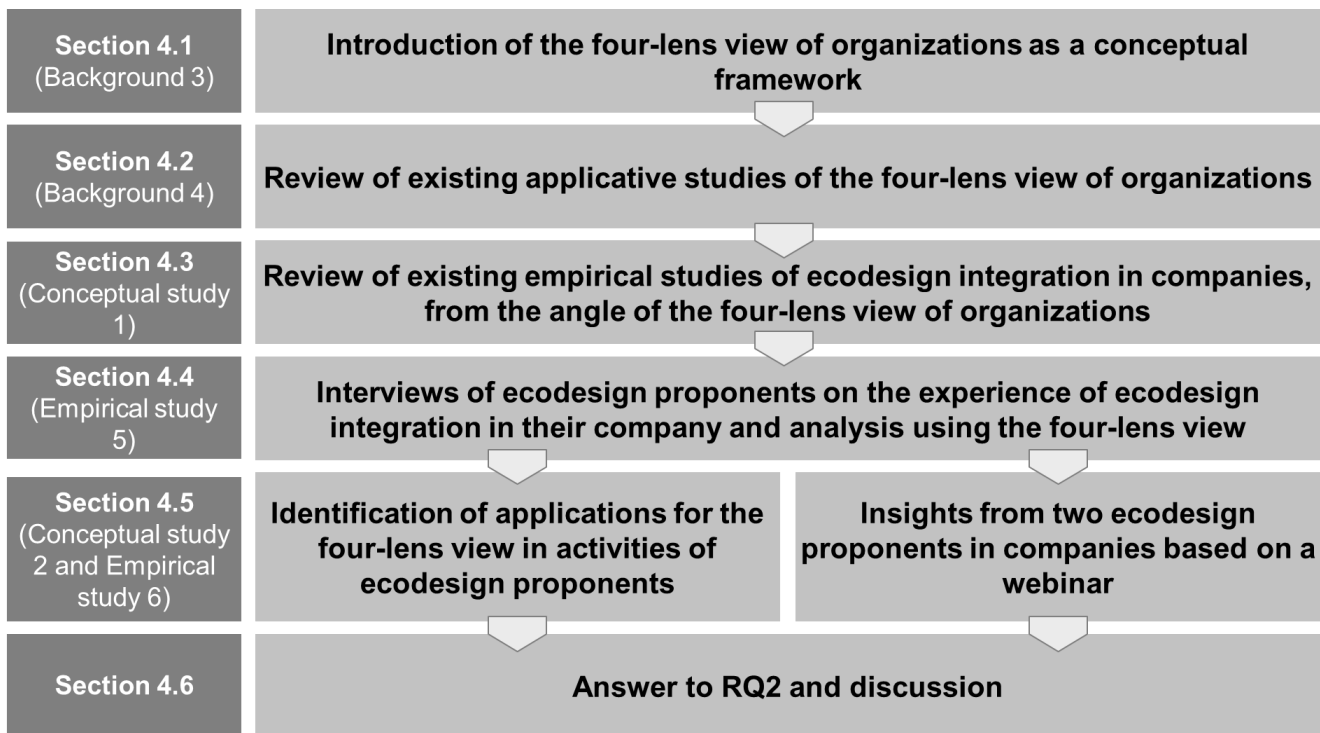 Section 4.1
(Background 3)
Introduction of the four-lens view of organizations as a conceptual
framework
Section 4.2
(Background 4)
Review of existing applicative studies of the four-lens view of organizations
Section 4.3
(Conceptual study
1)
Review of existing empirical studies of ecodesign integration in companies,
from the angle of the four-lens view of organizations
Section 4.4
(Empirical study
5)
Interviews of ecodesign proponents on the experience of ecodesign
integration in their company and analysis using the four-lens view
Section 4.5
(Conceptual study
2 and Empirical
study 6)
Identification of applications for the
four-lens view in activities of
ecodesign proponents
Insights from two ecodesign
proponents in companies based on a
webinar
Section 4.6
Answer to RQ2 and discussion